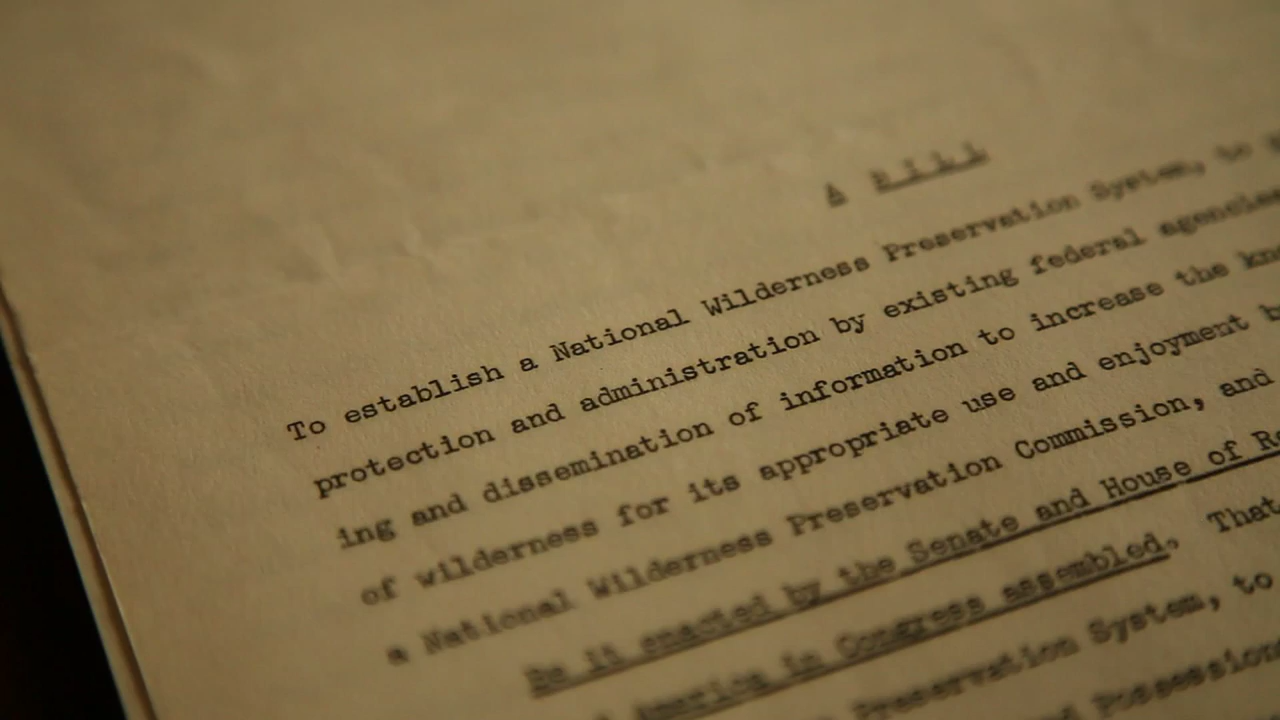 A Bill
To establish a National Wilderness Preservation System, to
protection and administration by existing federal agencies
ing and dissemination of information to increase the
of wilderness for its appropriate use and enjoyment
a National Wilderness Preservation Commission, and
Be it enacted by the Senate and House of
in Congress assembled. That
Preservation System, to
Possession